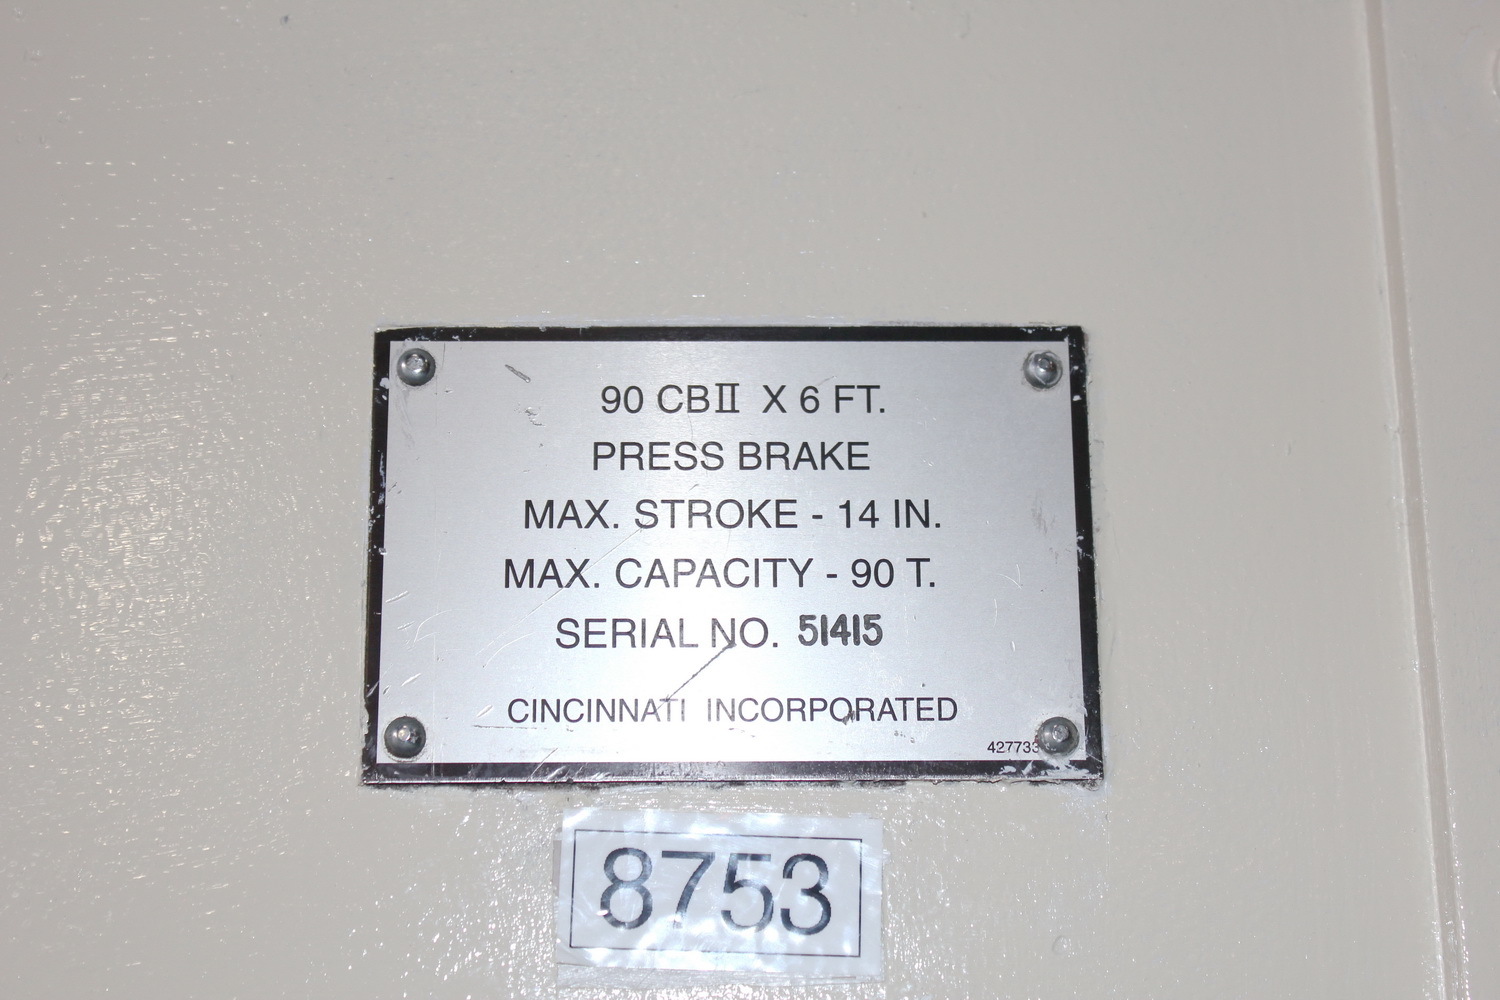 90 CBII X 6 FT.
PRESS BRAKE
MAX. STROKE - 14 IN.
MAX. CAPACITY - 90 T.
SERIAL NO. 51415
CINCINNATI INCORPORATED
8753